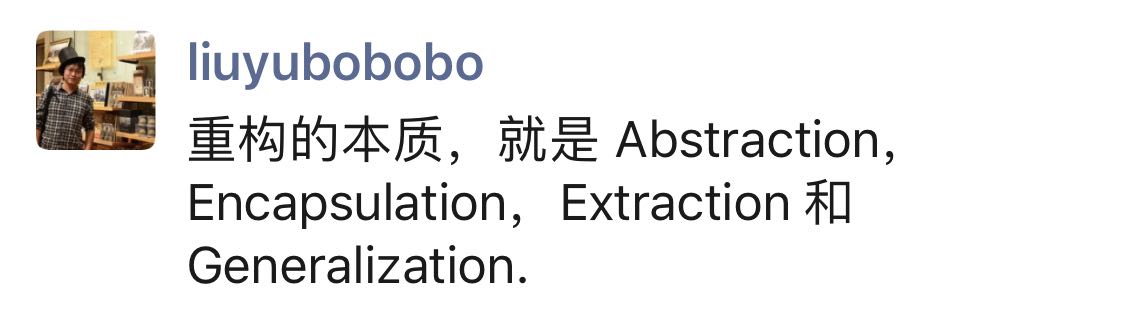 liuyubobobo
重构的本质，就是 Abstraction，
Encapsulation，Extraction 和
Generalization.